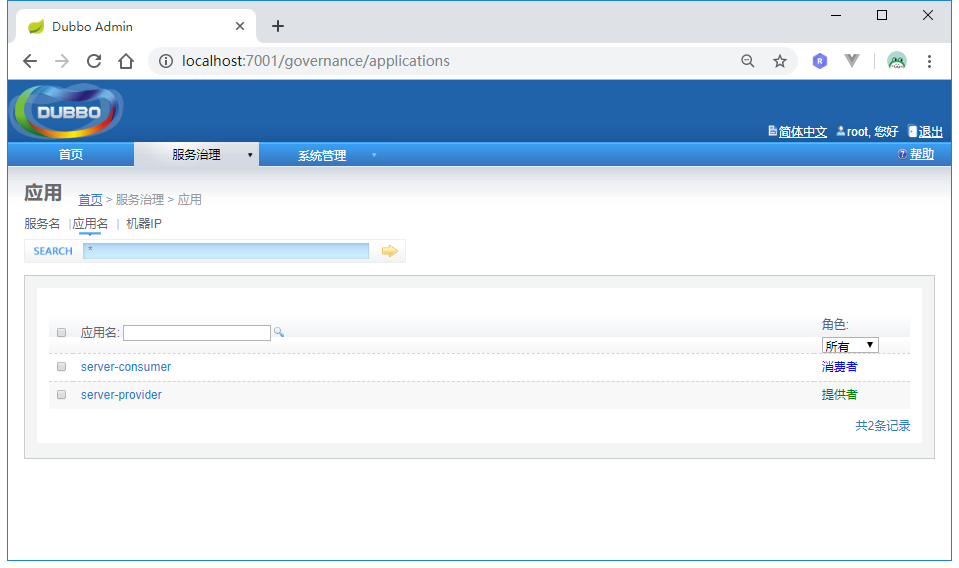 Dubbo Admin
localhost:7001/governance/applications
DUBBO
简体中文 root, 您好 退出
首页 服务治理 系统管理 帮助
应用 首页 > 服务治理 > 应用
服务名 | 应用名 | 机器IP
SEARCH *
角色:
应用名:
所有
server-consumer 消费者
server-provider 提供者
共2条记录